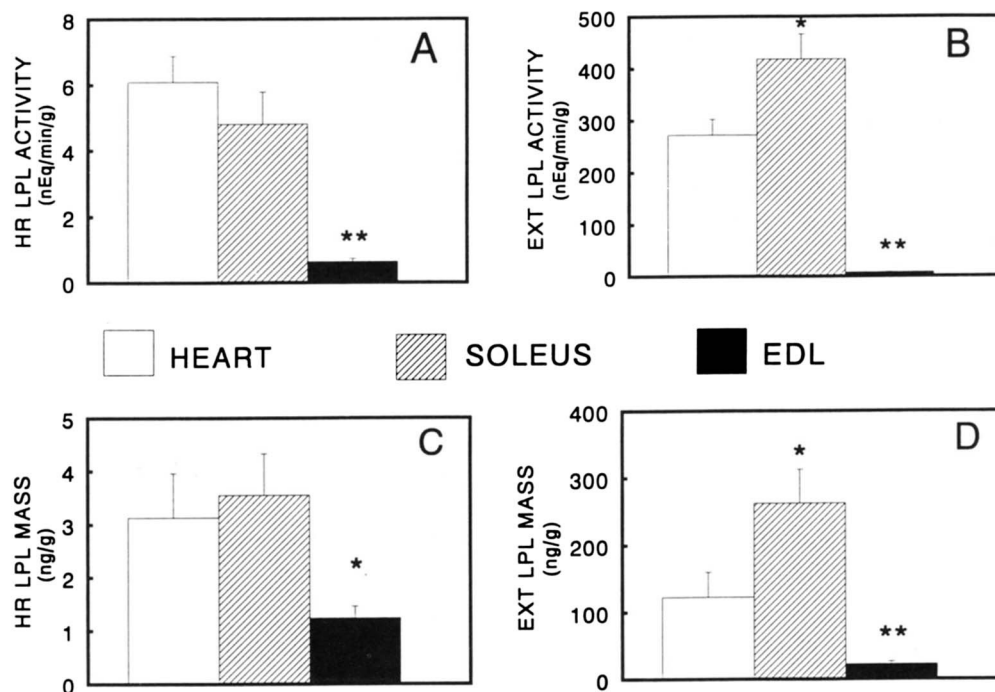 A
HR LPL ACTIVITY
(nEq/min/g)
8
6
4
2
0
**
B
EXT LPL ACTIVITY
(nEq/min/g)
500
400
300
200
100
0
*
**
HEART
SOLEUS
EDL
C
HR LPL MASS
(ng/g)
5
4
3
2
1
0
*
D
EXT LPL MASS
(ng/g)
400
300
200
100
0
*
**